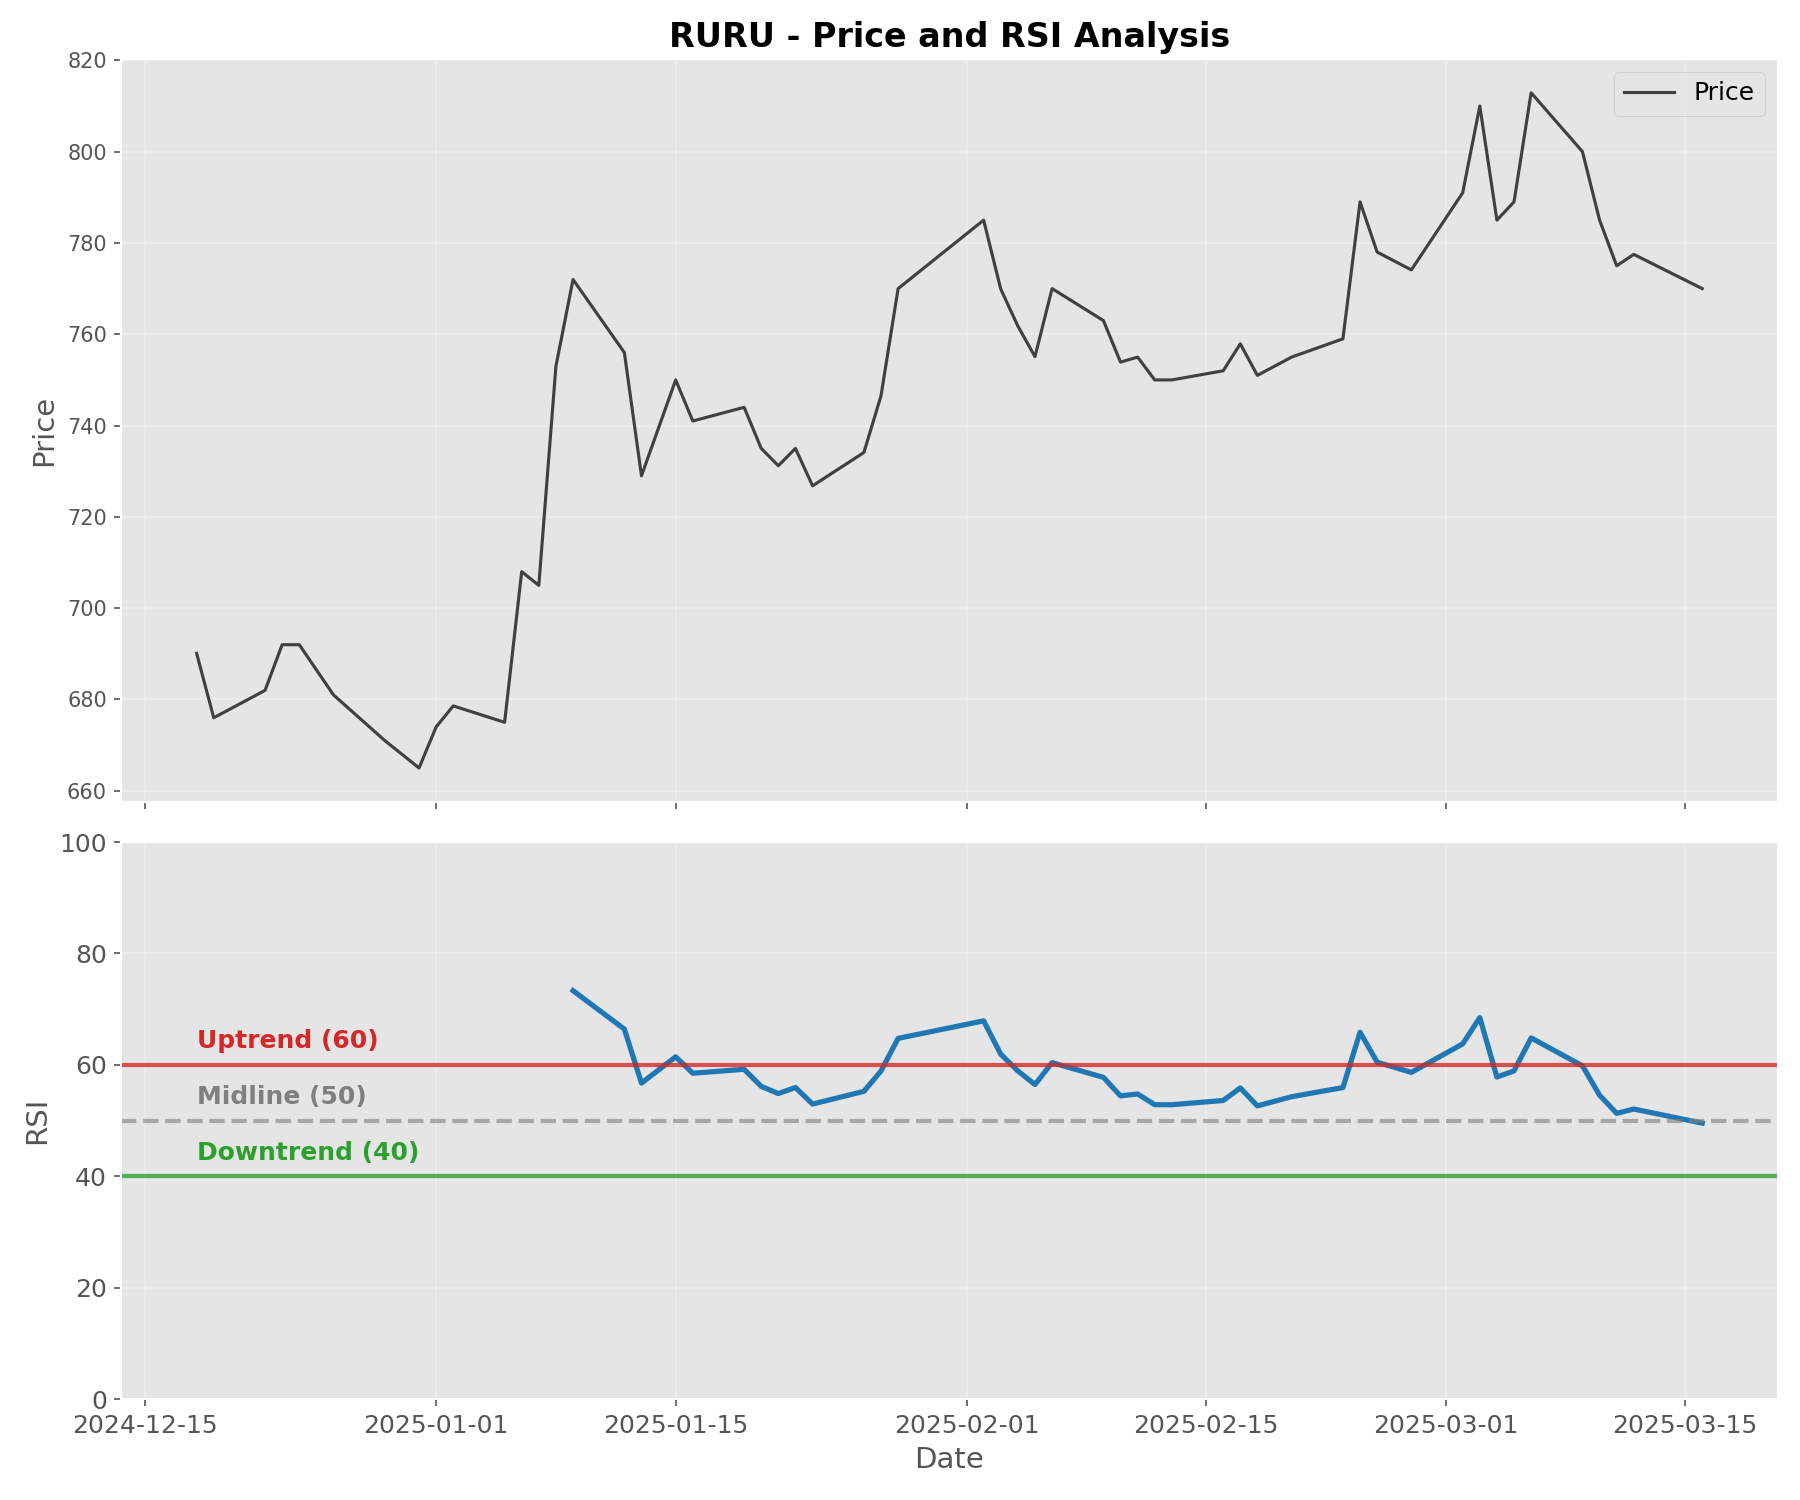 RURU - Price and RSI Analysis
820
800
780
760
740
720
700
680
660
Price
Price
100
80
60
40
20
0
RSI
Uptrend (60)
Midline (50)
Downtrend (40)
2024-12-15
2025-01-01
2025-01-15
2025-02-01
2025-02-15
2025-03-01
2025-03-15
Date